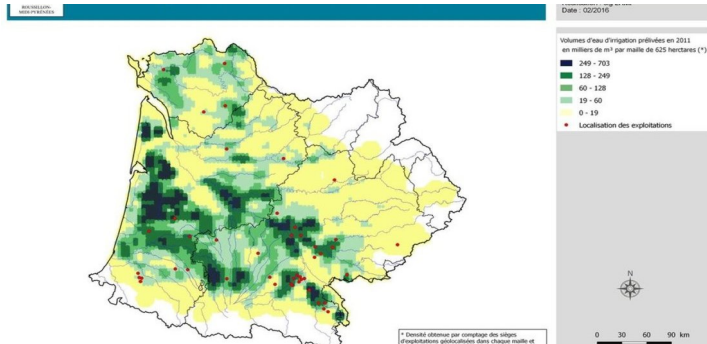 ROUSSILLON-
MIDI-PYRÉNÉES
Date : 02/2016
Volumes d'eau d'irrigation prélivées en 2011
en milliers de m³ par maille de 625 herctares (*)
249 - 703
128 - 249
60 - 128
19 - 60
0 - 19
Localisation des exploitations
N
0 30 60 90 km
* Densité obtenue par comptage des sièges
d'exploitations géolocalisées dans chaque maille et